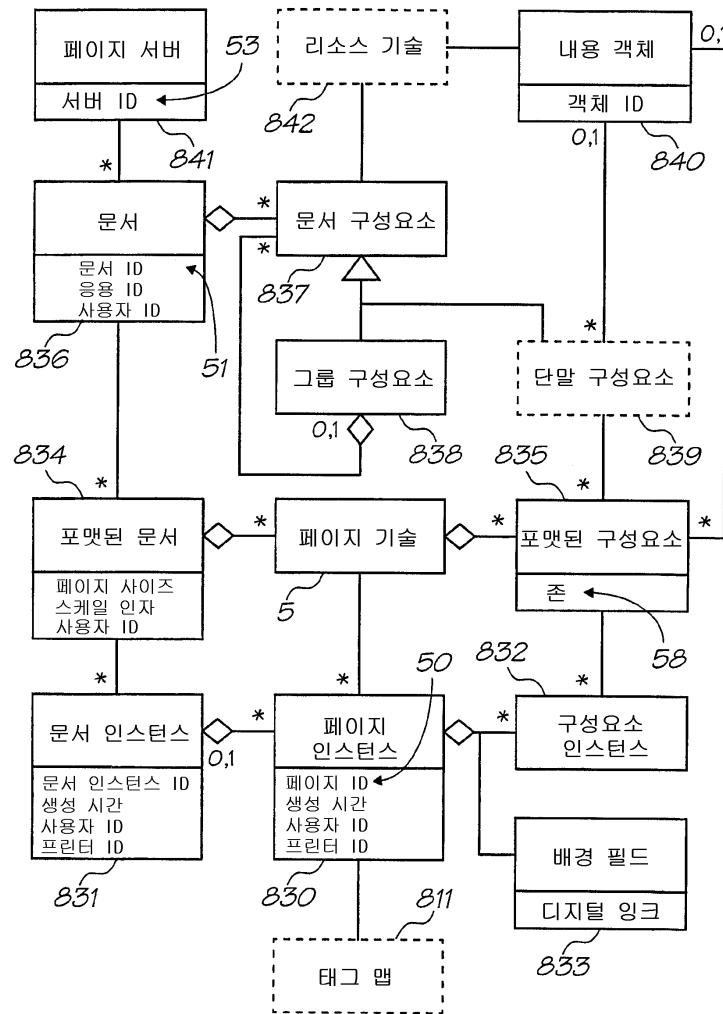 페이지 서버
서버 ID
53
841
리소스 기술
842
내용 객체
객체 ID
0,1
0,1
840
*
문서
문서 ID
응용 ID
사용자 ID
836
51
*
문서 구성요소
*
837
그룹 구성요소
0,1
838
*
단말 구성요소
839
834
*
포맷된 문서
페이지 사이즈
스케일 인자
사용자 ID
*
페이지 기술
5
835
*
*
포맷된 구성요소
*
존
58
*
문서 인스턴스
0,1
문서 인스턴스 ID
생성 시간
사용자 ID
프린터 ID
831
*
*
페이지
인스턴스
50
페이지 ID
생성 시간
사용자 ID
프린터 ID
830
832
*
*
구성요소
인스턴스
배경 필드
디지털 잉크
833
811
태그 맵